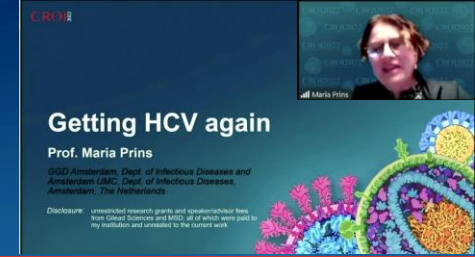 CROI
Maria Prins
Getting HCV again
Prof. Maria Prins
GGD Amsterdam, Dept. of Infectious Diseases and
Amsterdam UMC, Dept. of Infectious Diseases,
Amsterdam, The Netherlands
Disclosure: unrestricted research grants and speaker/advisor fees
from Gilead Sciences and MSD; all of which were paid to
my institution and unrelated to the current work